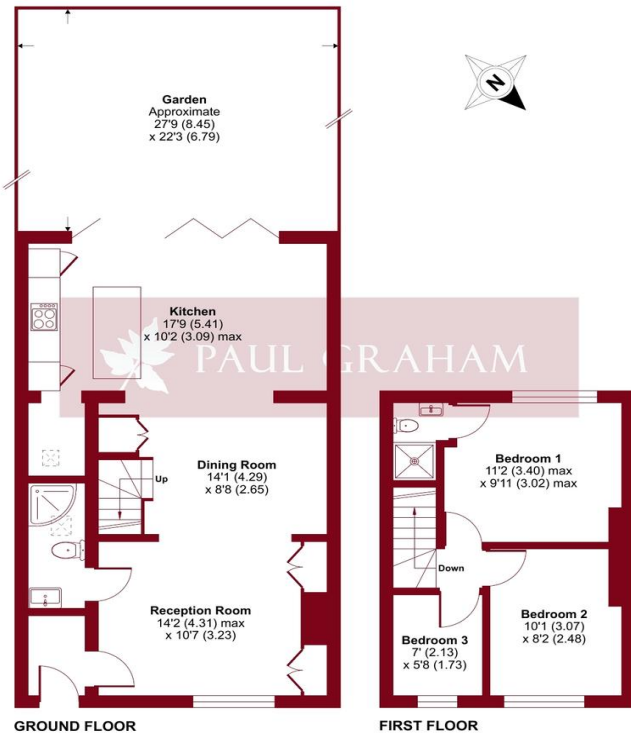 Garden
Approximate
27'9 (8.45)
x 22'3 (6.79)
N
Kitchen
17'9 (5.41)
x 10'2 (3.09) max
PAUL GRAHAM
Dining Room
14'1 (4.29)
x 8'8 (2.65)
Up
Reception Room
14'2 (4.31) max
x 10'7 (3.23)
GROUND FLOOR
Bedroom 1
11'2 (3.40) max
x 9'11 (3.02) max
Down
Bedroom 2
10'1 (3.07)
x 8'2 (2.48)
Bedroom 3
7' (2.13)
x 5'8 (1.73)
FIRST FLOOR